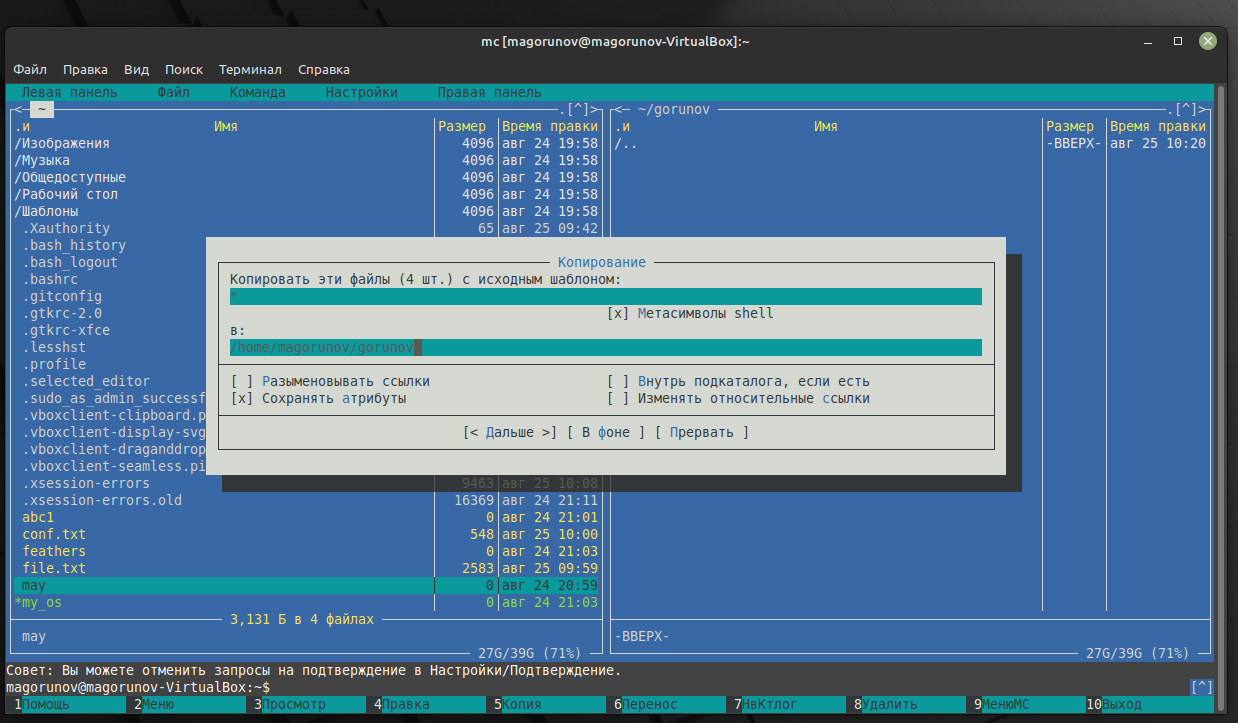 mc [magorunov@magorunov-VirtualBox]:~
Файл Правка Вид Поиск Терминал Справка
Левая панель Файл Команда Настройки Правая панель
<─ ~ ─.[^]>┐┌<─ ~/gorunov ─.[^]>
.и Имя Размер Время правки .и Имя Размер Время правки
/Изображения 4096 авг 24 19:58 /.. -ВВЕРХ- авг 25 10:20
/Музыка 4096 авг 24 19:58
/Общедоступные 4096 авг 24 19:58
/Рабочий стол 4096 авг 24 19:58
/Шаблоны 4096 авг 24 19:58
.Xauthority 65 авг 25 09:42
.bash_history
.bash_logout
.bashrc
.gitconfig
.gtkrc-2.0
.gtkrc-xfce
.lesshst
.profile
.selected_editor
.sudo_as_admin_successf
.vboxclient-clipboard.p
.vboxclient-display-svg
.vboxclient-draganddrop
.vboxclient-seamless.pi
.xsession-errors 9463 авг 25 10:08
.xsession-errors.old 16369 авг 24 21:11
abc1 0 авг 24 21:01
conf.txt 548 авг 25 10:00
feathers 0 авг 24 21:03
file.txt 2583 авг 25 09:59
may 0 авг 24 20:59
*my_os 0 авг 24 21:03
3,131 Б в 4 файлах
may -ВВЕРХ-
27G/39G (71%) 27G/39G (71%)
Копирование
Копировать эти файлы (4 шт.) с исходным шаблоном:
*
[x] Метасимволы shell
в:
/home/magorunov/gorunov
[ ] Разыменовывать ссылки [ ] Внутрь подкаталога, если есть
[x] Сохранять атрибуты [ ] Изменять относительные ссылки
[< Дальше >] [ В фоне ] [ Прервать ]
Совет: Вы можете отменить запросы на подтверждение в Настройки/Подтверждение.
magorunov@magorunov-VirtualBox:~$ [^]
1Помощь 2Меню 3Просмотр 4Правка 5Копия 6Перенос 7НвКтлог 8Удалить 9МенюMC 10Выход